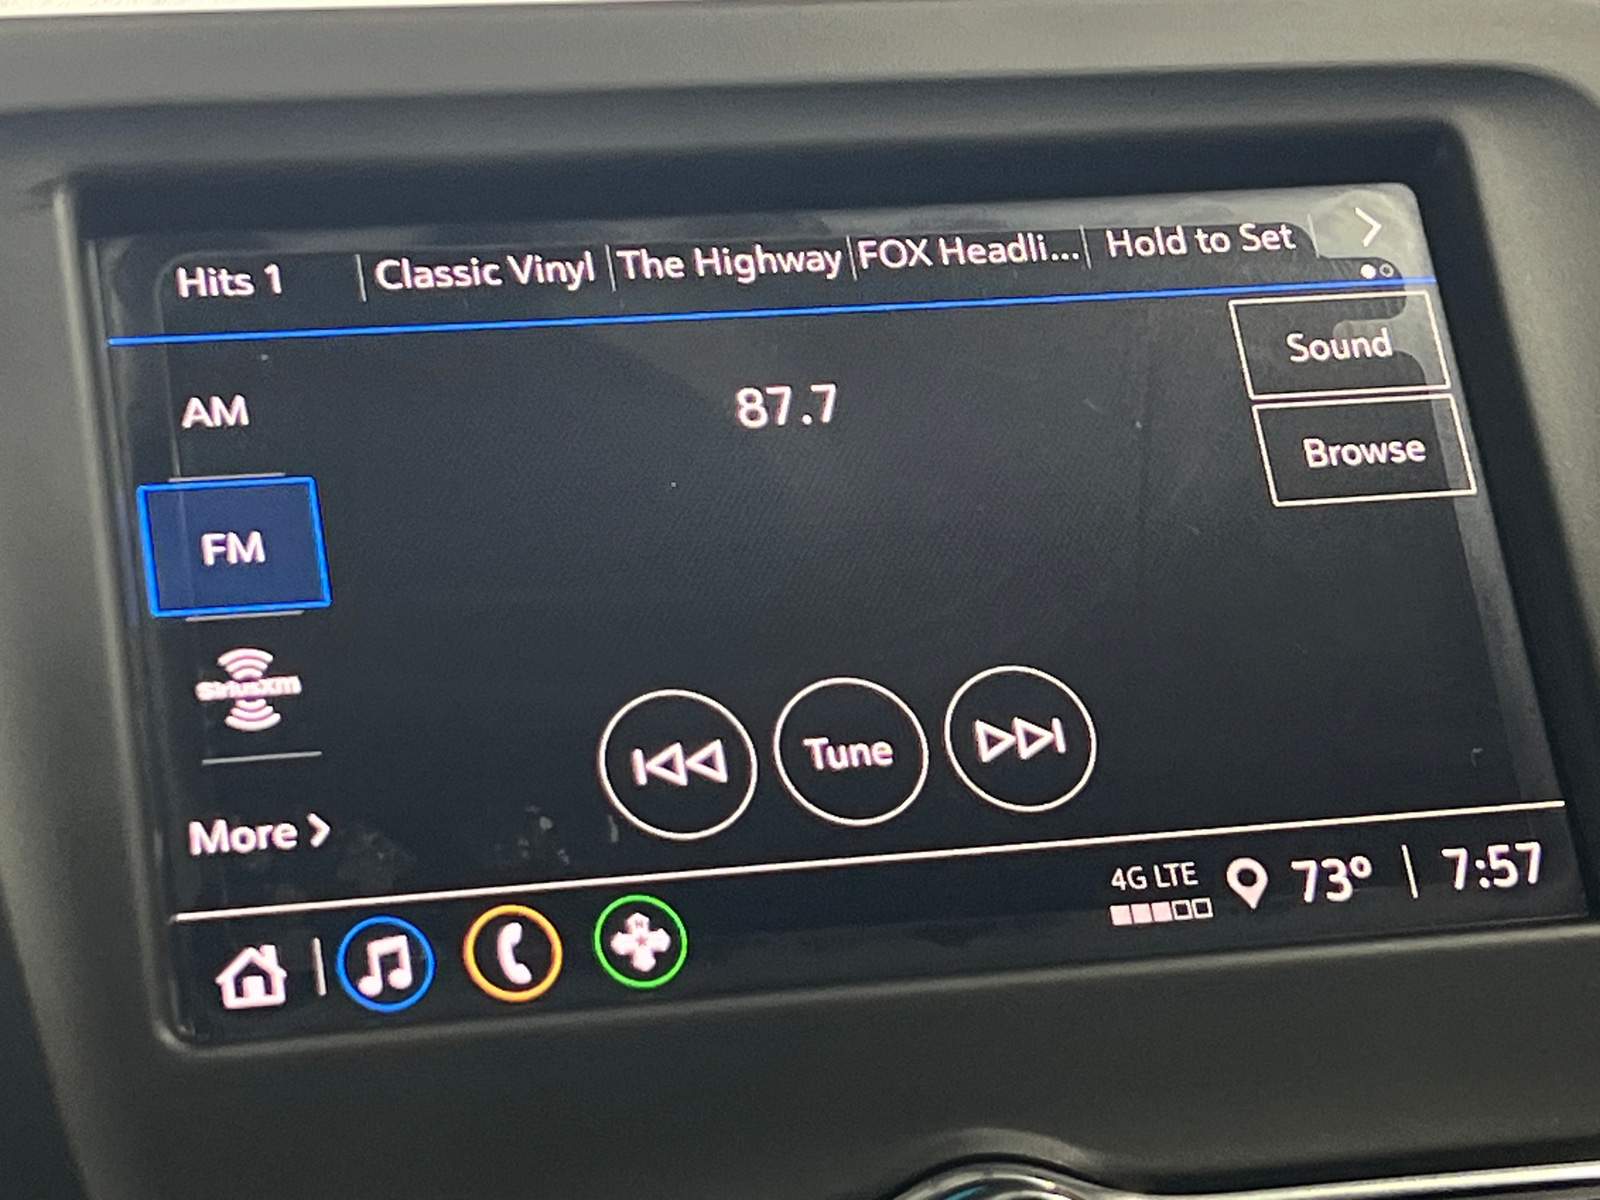 Hits 1
Classic Vinyl
The Highway
FOX Headli...
Hold to Set
Sound
AM
87.7
Browse
FM
siriusxm
Tune
More
4G LTE
73°
7:57